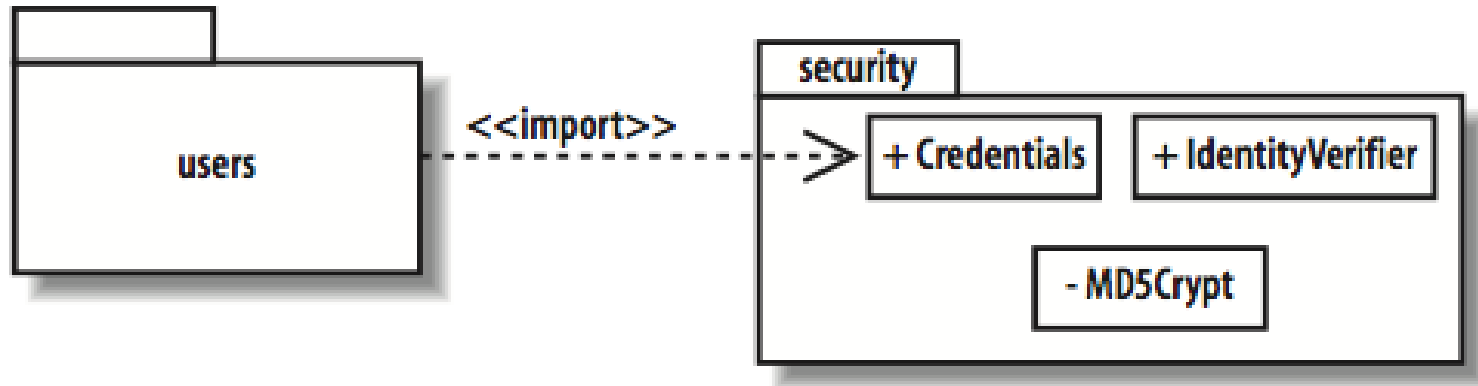 users
<<import>>
security
+ Credentials
+ IdentityVerifier
- MD5Crypt